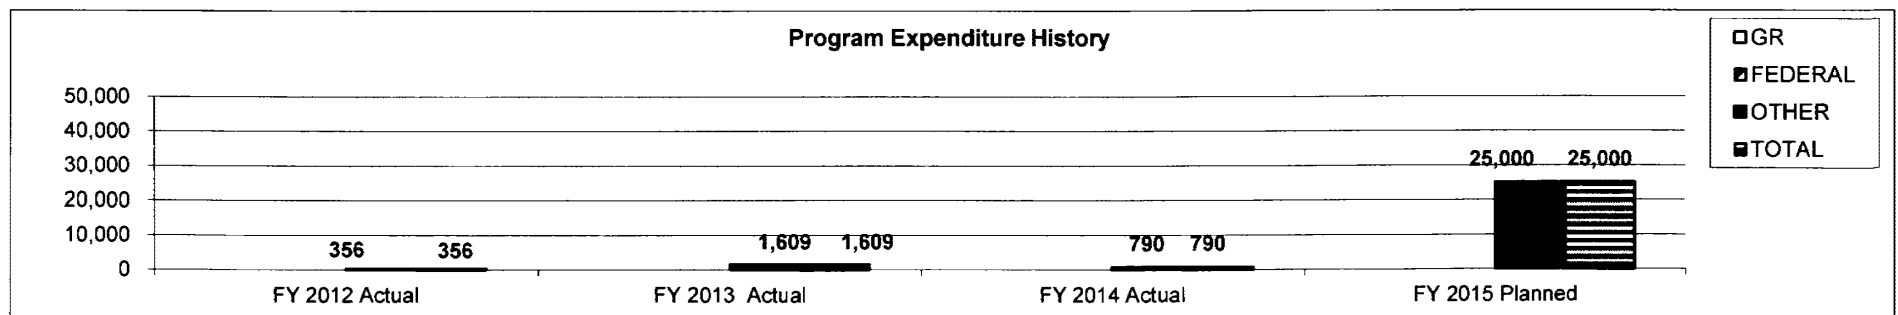 Program Expenditure History
GR
FEDERAL
OTHER
TOTAL
50,000
40,000
30,000
20,000
10,000
0
356 356
1,609 1,609
790 790
25,000 25,000
FY 2012 Actual
FY 2013 Actual
FY 2014 Actual
FY 2015 Planned